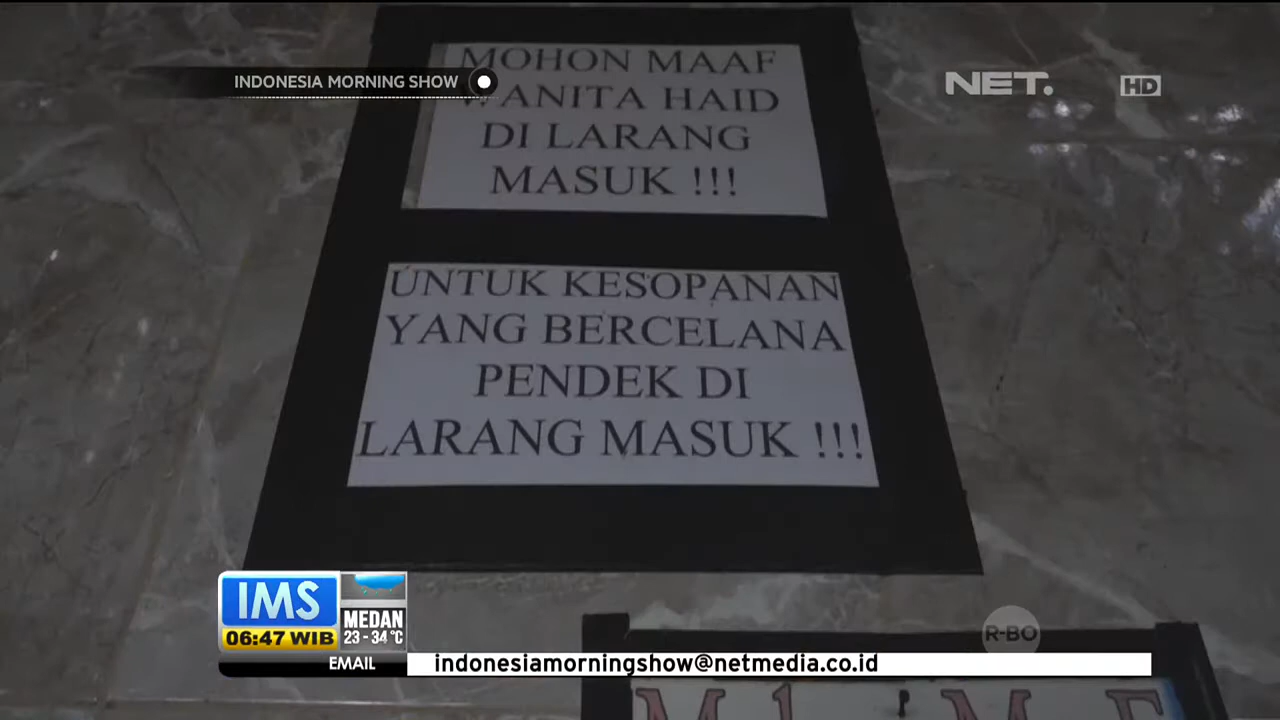 INDONESIA MORNING SHOW
NET.
HD
MOHON MAAF
WANITA HAID
DI LARANG
MASUK !!!
UNTUK KESOPANAN
YANG BERCELANA
PENDEK DI
LARANG MASUK !!!
IMS
06:47 WIB
MEDAN
23 - 34°C
R-BO
EMAIL
indonesiamorningshow@netmedia.co.id